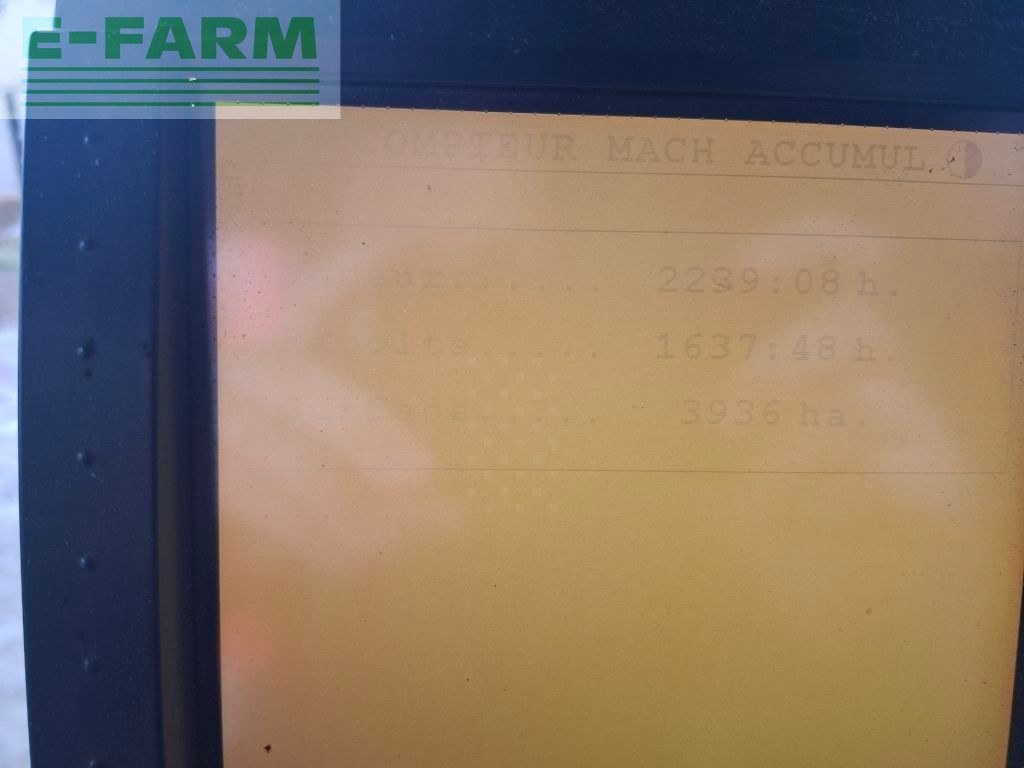 E-FARM
COMPTEUR MACH ACCUMUL
2239:08 h.
1637:48 h.
3936 ha.